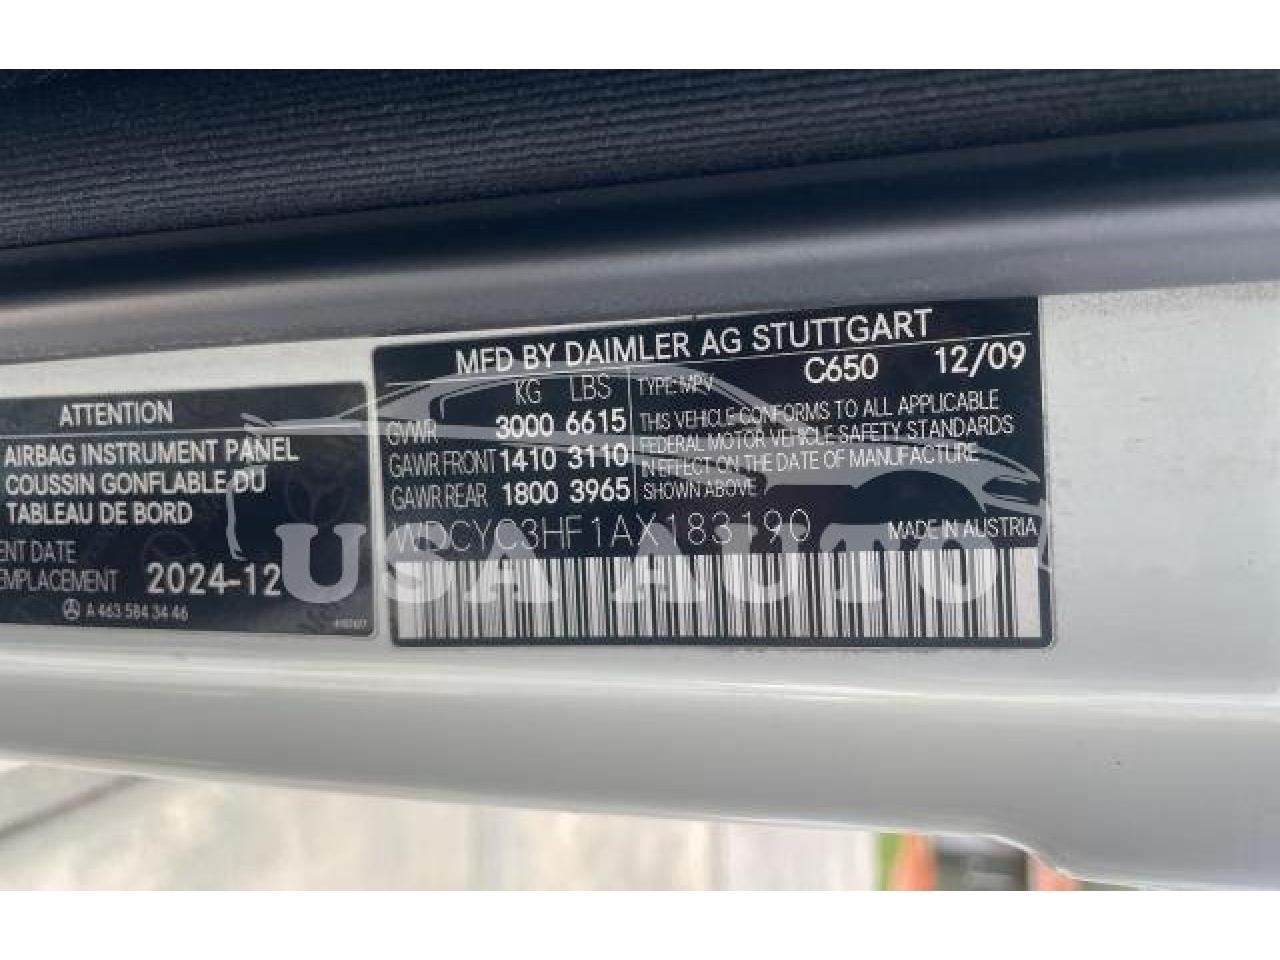 ATTENTION
AIRBAG INSTRUMENT PANEL
COUSSIN GONFLABLE DU
TABLEAU DE BORD
ENT DATE
EMPLACEMENT 2024-12
A 463 584 34 46
MFD BY DAIMLER AG STUTTGART
KG LBS
TYPE: MPV C650 12/09
GVWR 3000 6615
GAWR FRONT 1410 3110
GAWR REAR 1800 3965
THIS VEHICLE CONFORMS TO ALL APPLICABLE
FEDERAL MOTOR VEHICLE SAFETY STANDARDS
IN EFFECT ON THE DATE OF MANUFACTURE
SHOWN ABOVE
WDCYC3HF1AX183190 MADE IN AUSTRIA
USA AUTO